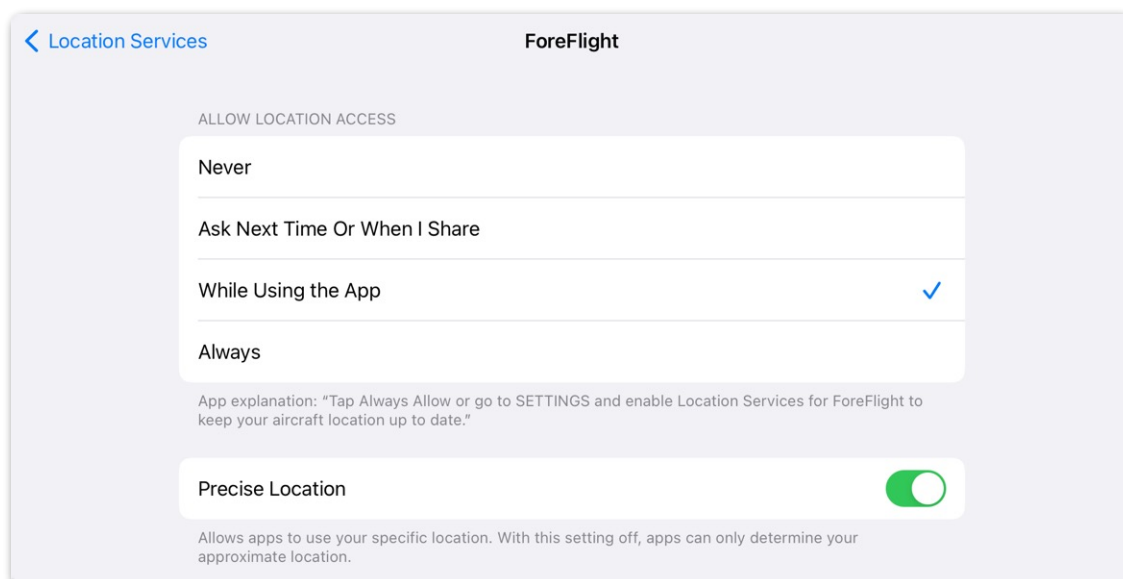 Location Services
ForeFlight
ALLOW LOCATION ACCESS
Never
Ask Next Time Or When I Share
While Using the App
Always
App explanation: “Tap Always Allow or go to SETTINGS and enable Location Services for ForeFlight to
keep your aircraft location up to date.”
Precise Location
Allows apps to use your specific location. With this setting off, apps can only determine your
approximate location.